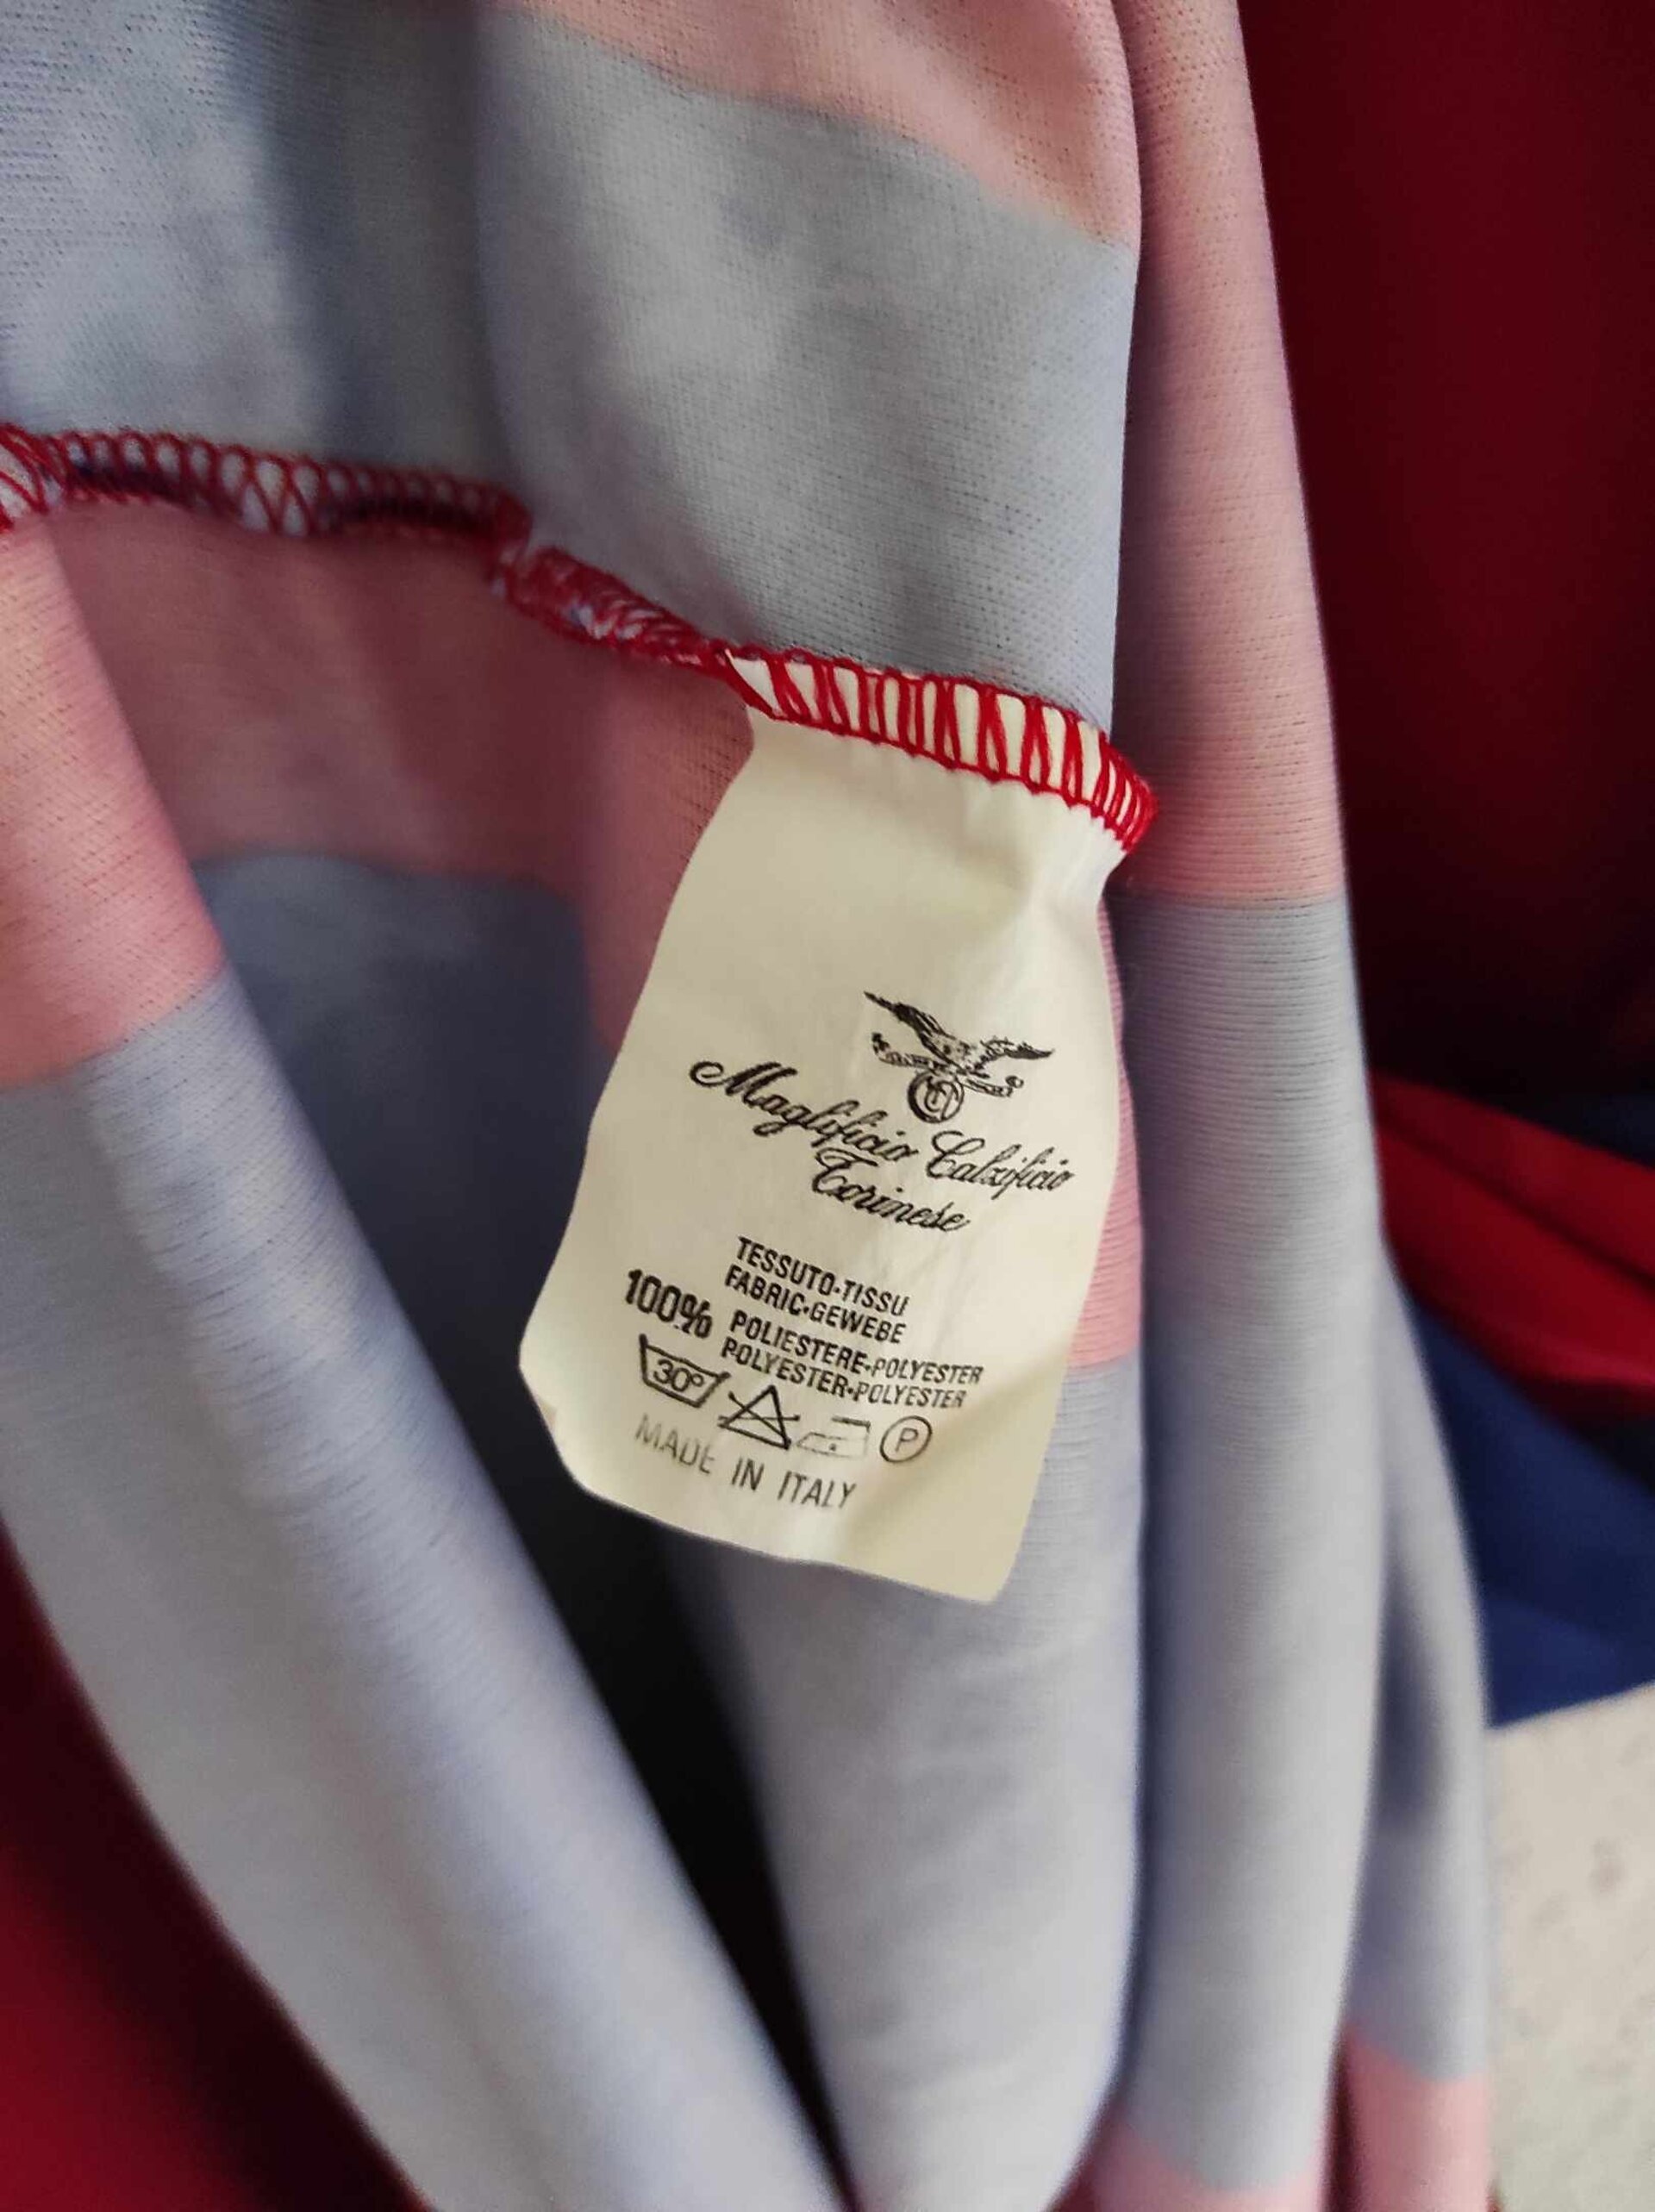 Maglificio Calzificio
Torinese
TESSUTO-TISSU
FABRIC-GEWEBE
100% POLIESTERE-POLYESTER
POLYESTER-POLYESTER
30° P
MADE IN ITALY